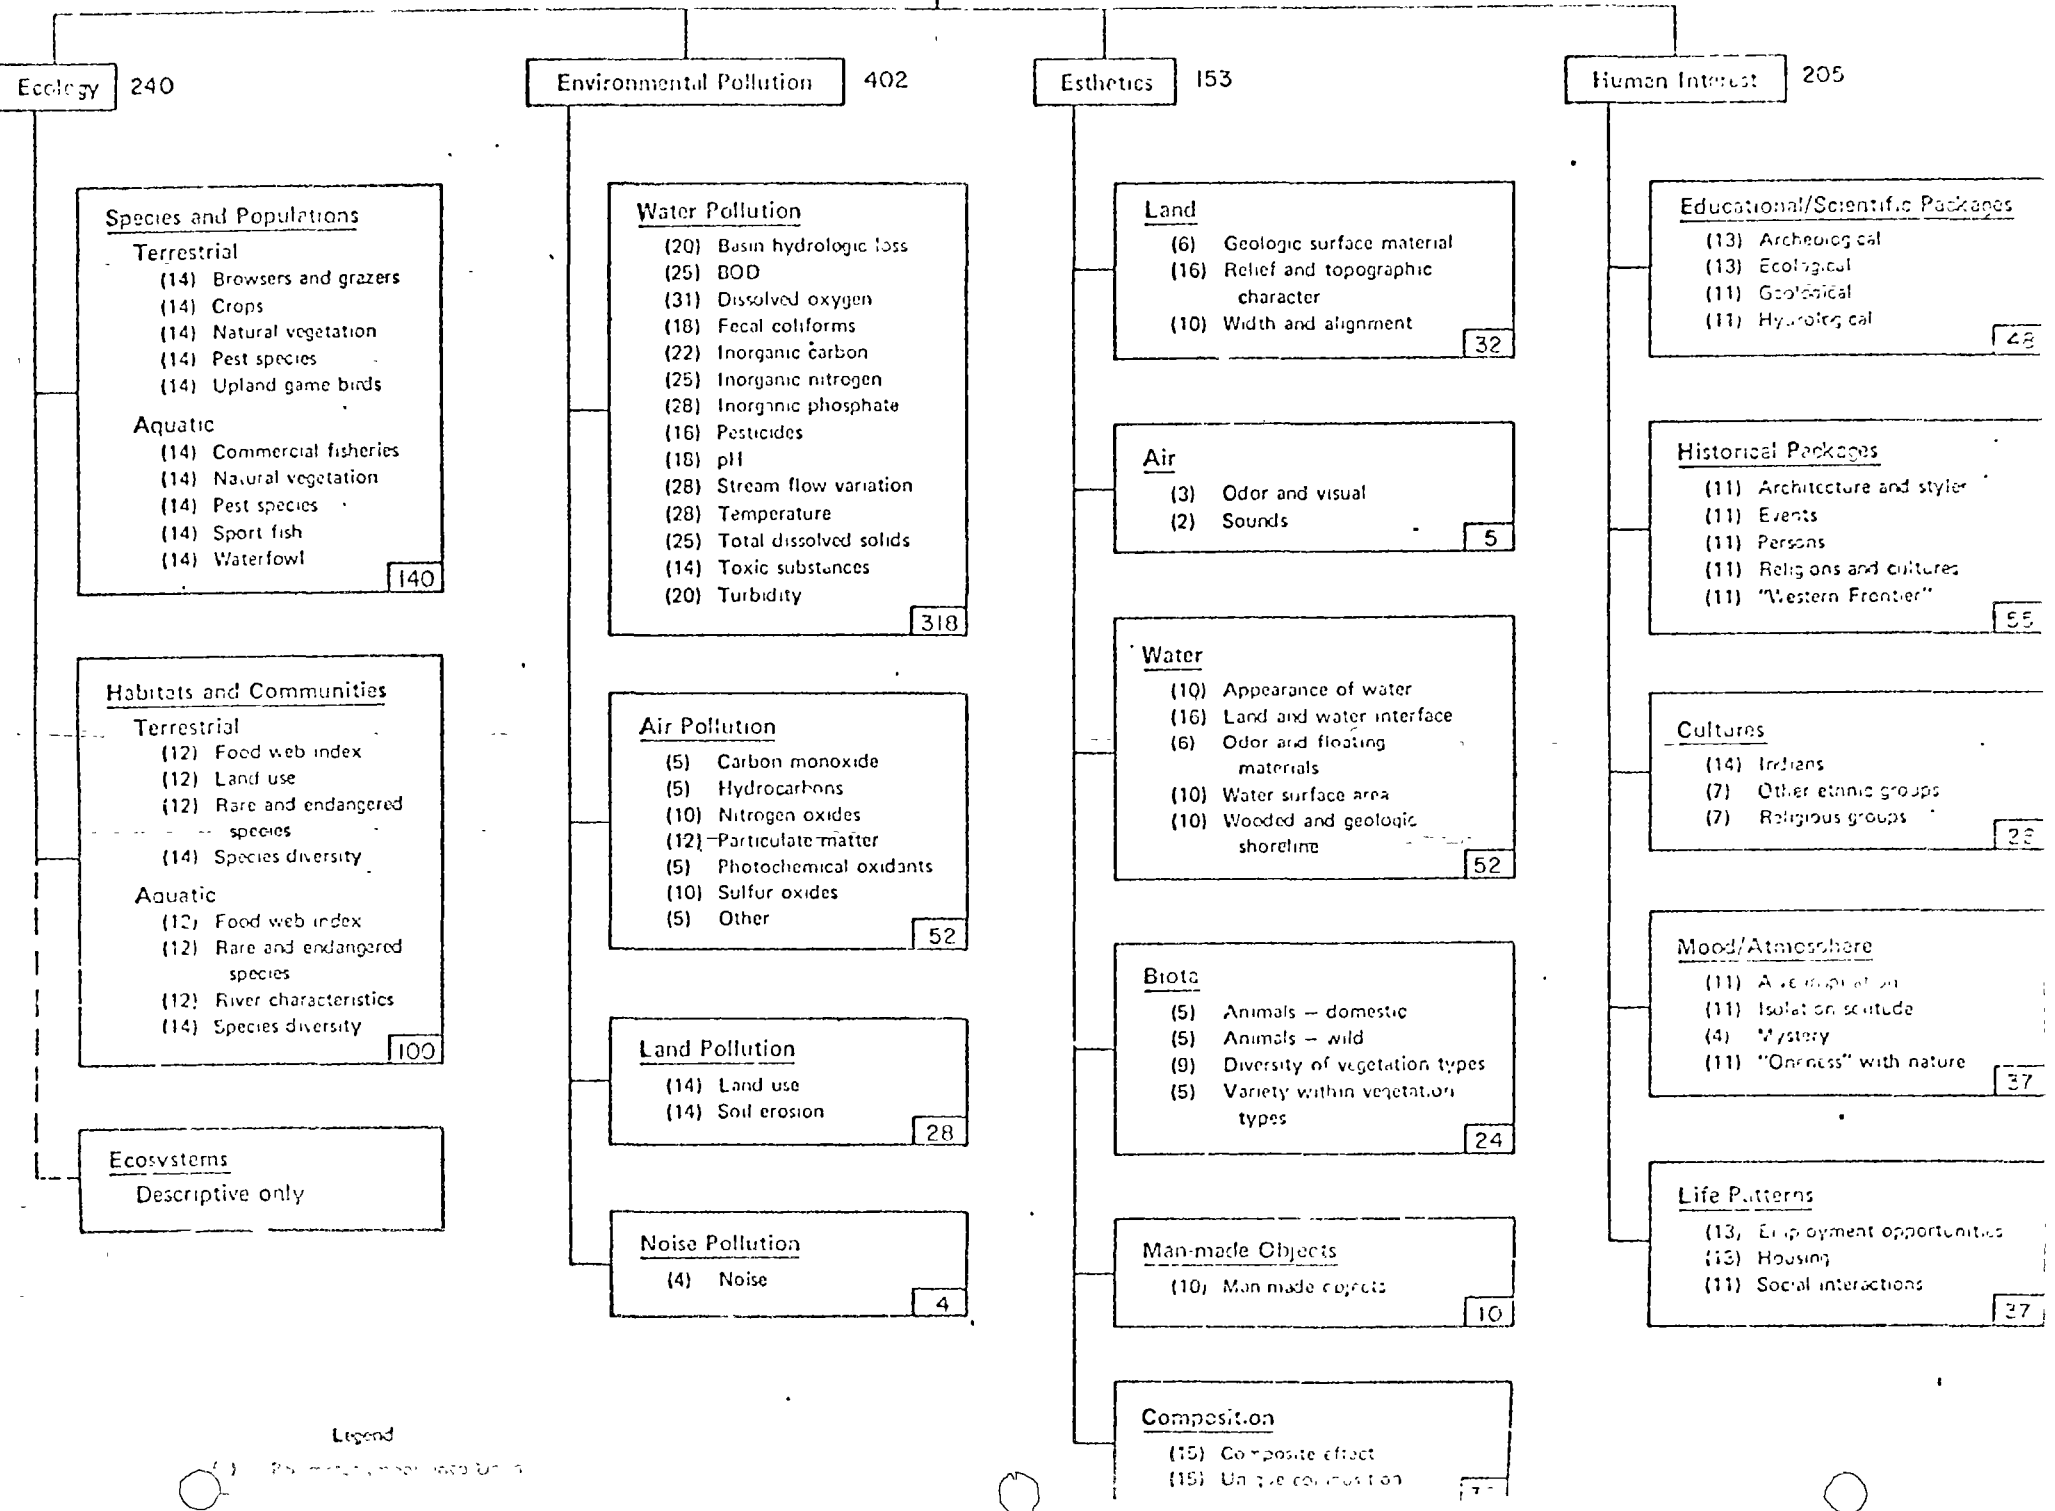 Ecology 240
Species and Populations
Terrestrial
(14) Browsers and grazers
(14) Crops
(14) Natural vegetation
(14) Pest species
(14) Upland game birds
Aquatic
(14) Commercial fisheries
(14) Natural vegetation
(14) Pest species
(14) Sport fish
(14) Waterfowl
140
Habitats and Communities
Terrestrial
(12) Food web index
(12) Land use
(12) Rare and endangered
species
(14) Species diversity
Aquatic
(12) Food web index
(12) Rare and endangered
species
(12) River characteristics
(14) Species diversity
100
Ecosystems
Descriptive only
Environmental Pollution 402
Water Pollution
(20) Basin hydrologic loss
(25) BOD
(31) Dissolved oxygen
(18) Fecal coliforms
(22) Inorganic carbon
(25) Inorganic nitrogen
(28) Inorganic phosphate
(16) Pesticides
(18) pH
(28) Stream flow variation
(28) Temperature
(25) Total dissolved solids
(14) Toxic substances
(20) Turbidity
318
Air Pollution
(5) Carbon monoxide
(5) Hydrocarbons
(10) Nitrogen oxides
(12) Particulate matter
(5) Photochemical oxidants
(10) Sulfur oxides
(5) Other
52
Land Pollution
(14) Land use
(14) Soil erosion
28
Noise Pollution
(4) Noise
4
Esthetics 153
Land
(6) Geologic surface material
(16) Relief and topographic
character
(10) Width and alignment
32
Air
(3) Odor and visual
(2) Sounds
5
Water
(10) Appearance of water
(16) Land and water interface
(6) Odor and floating
materials
(10) Water surface area
(10) Wooded and geologic
shoreline
52
Biota
(5) Animals – domestic
(5) Animals – wild
(9) Diversity of vegetation types
(5) Variety within vegetation
types
24
Man-made Objects
(10) Man made objects
10
Composition
(15) Composite effect
(15) Unique composition
Human Interest 205
Educational/Scientific Packages
(13) Archeological
(13) Ecological
(11) Geological
(11) Hydrological
48
Historical Packages
(11) Architecture and styles
(11) Events
(11) Persons
(11) Religions and cultures
(11) "Western Frontier"
55
Cultures
(14) Indians
(7) Other ethnic groups
(7) Religious groups
28
Mood/Atmosphere
(11)
(11) Isolation solitude
(4) Mystery
(11) "Oneness" with nature
37
Life Patterns
(13) Employment opportunities
(13) Housing
(11) Social interactions
37
Legend